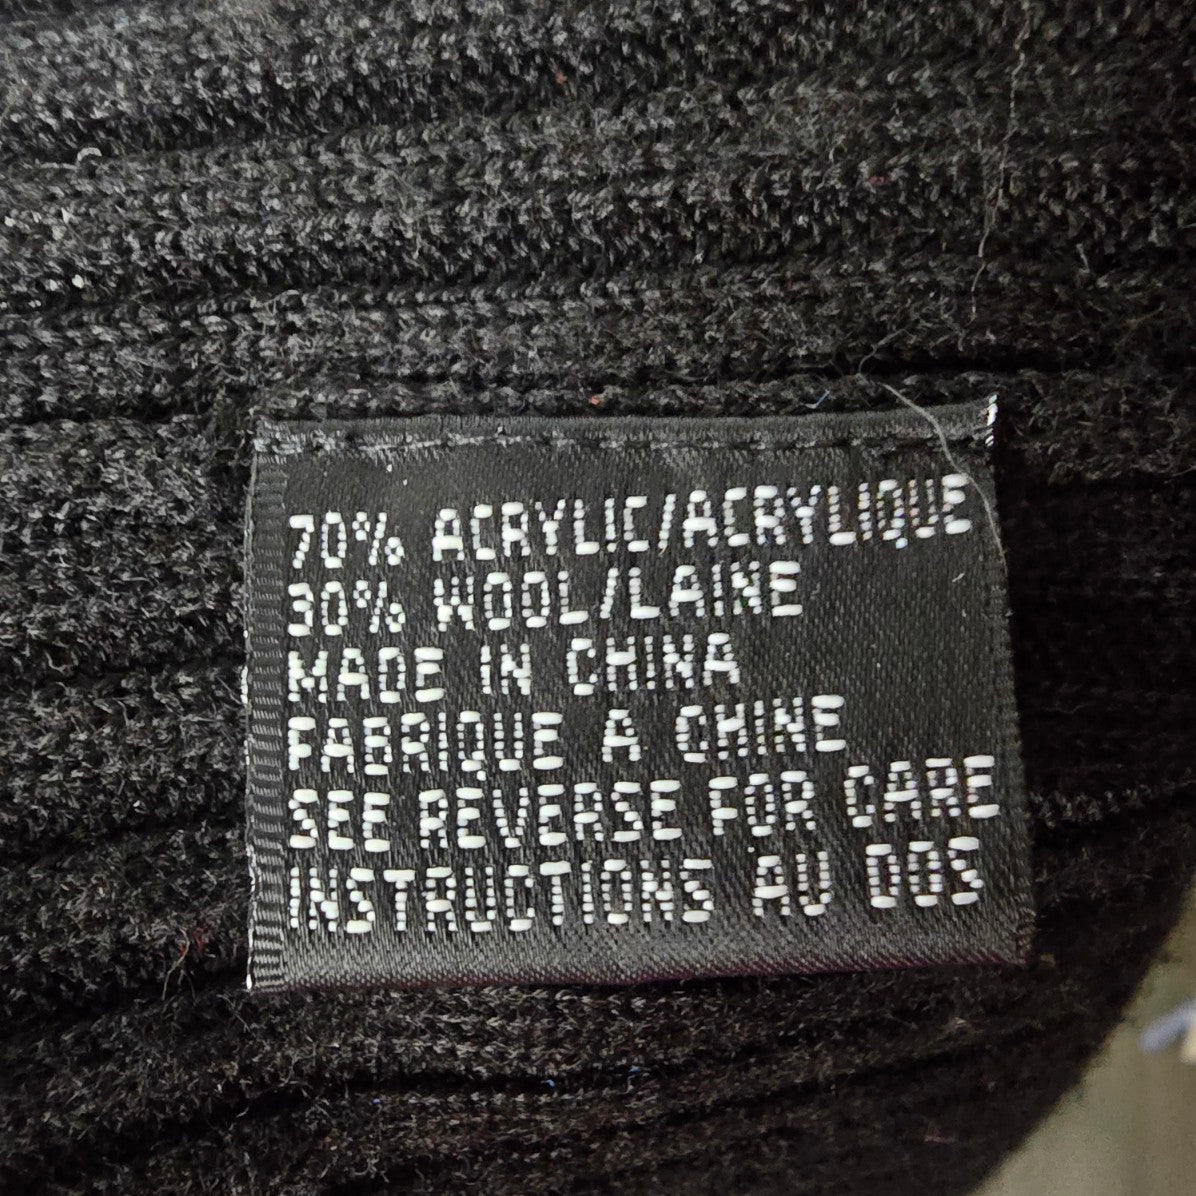 70% ACRYLIC/ACRYLIQUE
30% WOOL/LAINE
MADE IN CHINA
FABRIQUE A CHINE
SEE REVERSE FOR CARE
INSTRUCTIONS AU DOS